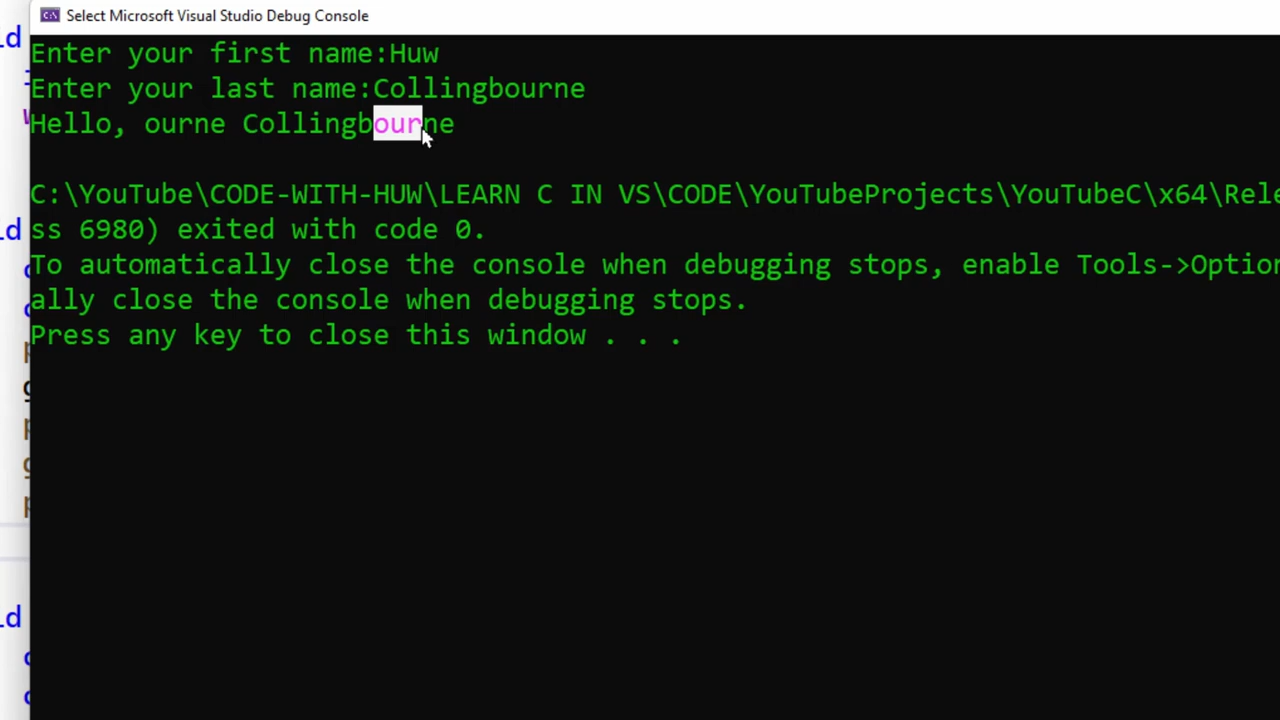 Select Microsoft Visual Studio Debug Console
Enter your first name:Huw
Enter your last name:Collingbourne
Hello, ourne Collingbourne
C:\YouTube\CODE-WITH-HUW\LEARN C IN VS\CODE\YouTubeProjects\YouTubeC\x64\Rele
ss 6980) exited with code 0.
To automatically close the console when debugging stops, enable Tools->Option
ally close the console when debugging stops.
Press any key to close this window . . .